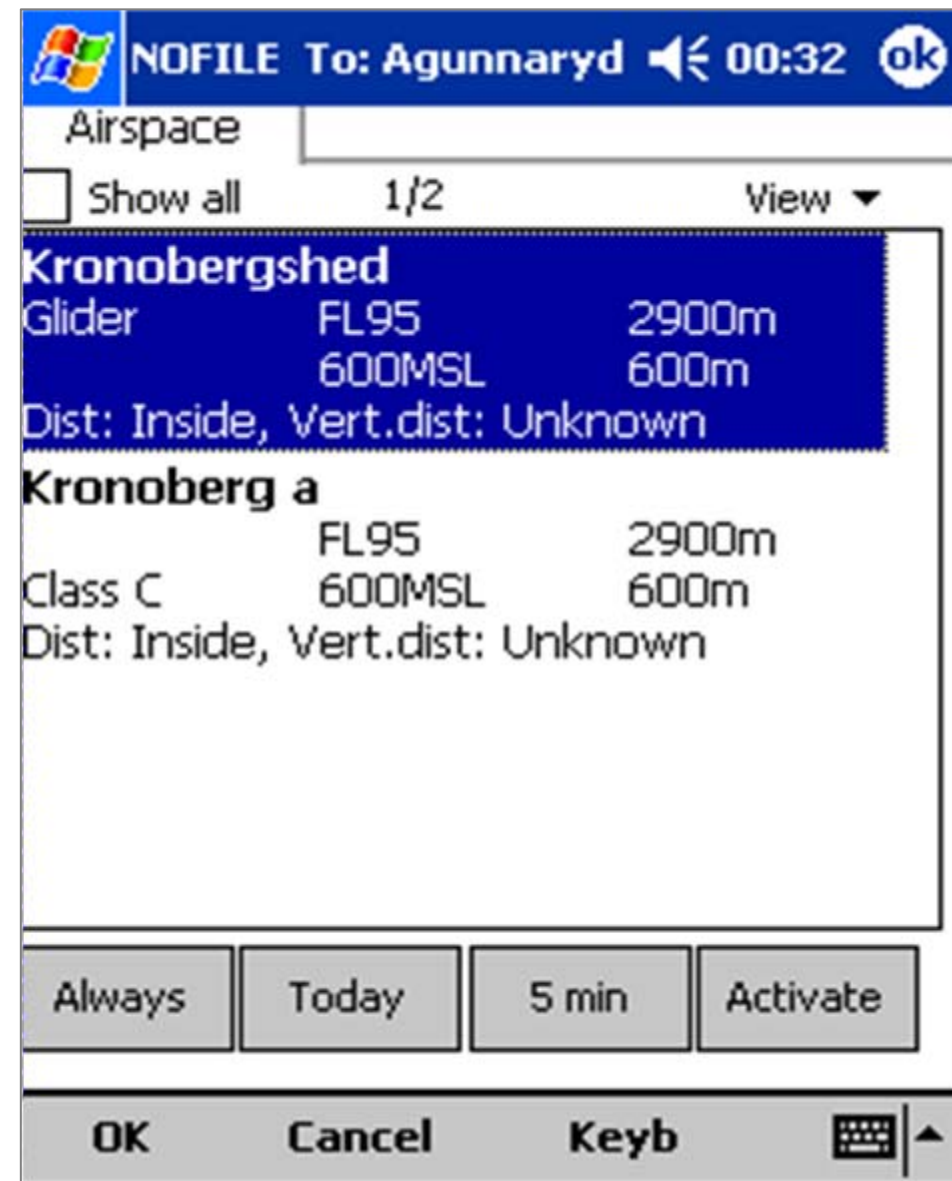 NOFILE To: Agunnaryd 00:32 ok
Airspace
Show all 1/2 View
Kronobergshed
Glider FL95 2900m
600MSL 600m
Dist: Inside, Vert.dist: Unknown
Kronoberg a
FL95 2900m
Class C 600MSL 600m
Dist: Inside, Vert.dist: Unknown
Always Today 5 min Activate
OK Cancel Keyb